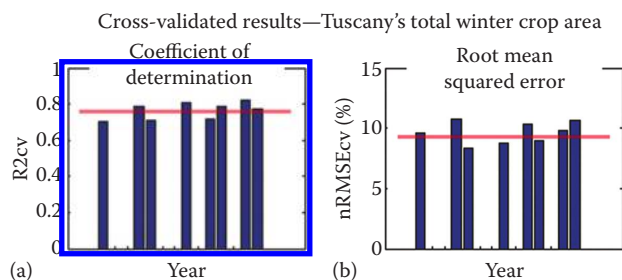 Cross-validated results—Tuscany's total winter crop area
Coefficient of
determination
1
0.8
0.6
0.4
0.2
0
R2cv
(a)
Year
Root mean
squared error
15
10
5
0
nRMSEcv (%)
(b)
Year